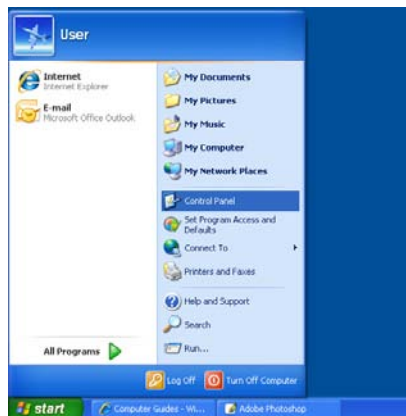 User
Internet
Internet Explorer
E-mail
Microsoft Office Outlook
All Programs
My Documents
My Pictures
My Music
My Computer
My Network Places
Control Panel
Set Program Access and
Defaults
Connect To
Printers and Faxes
Help and Support
Search
Run...
Log Off
Turn Off Computer
start
Computer Guides - Wi...
Adobe Photoshop